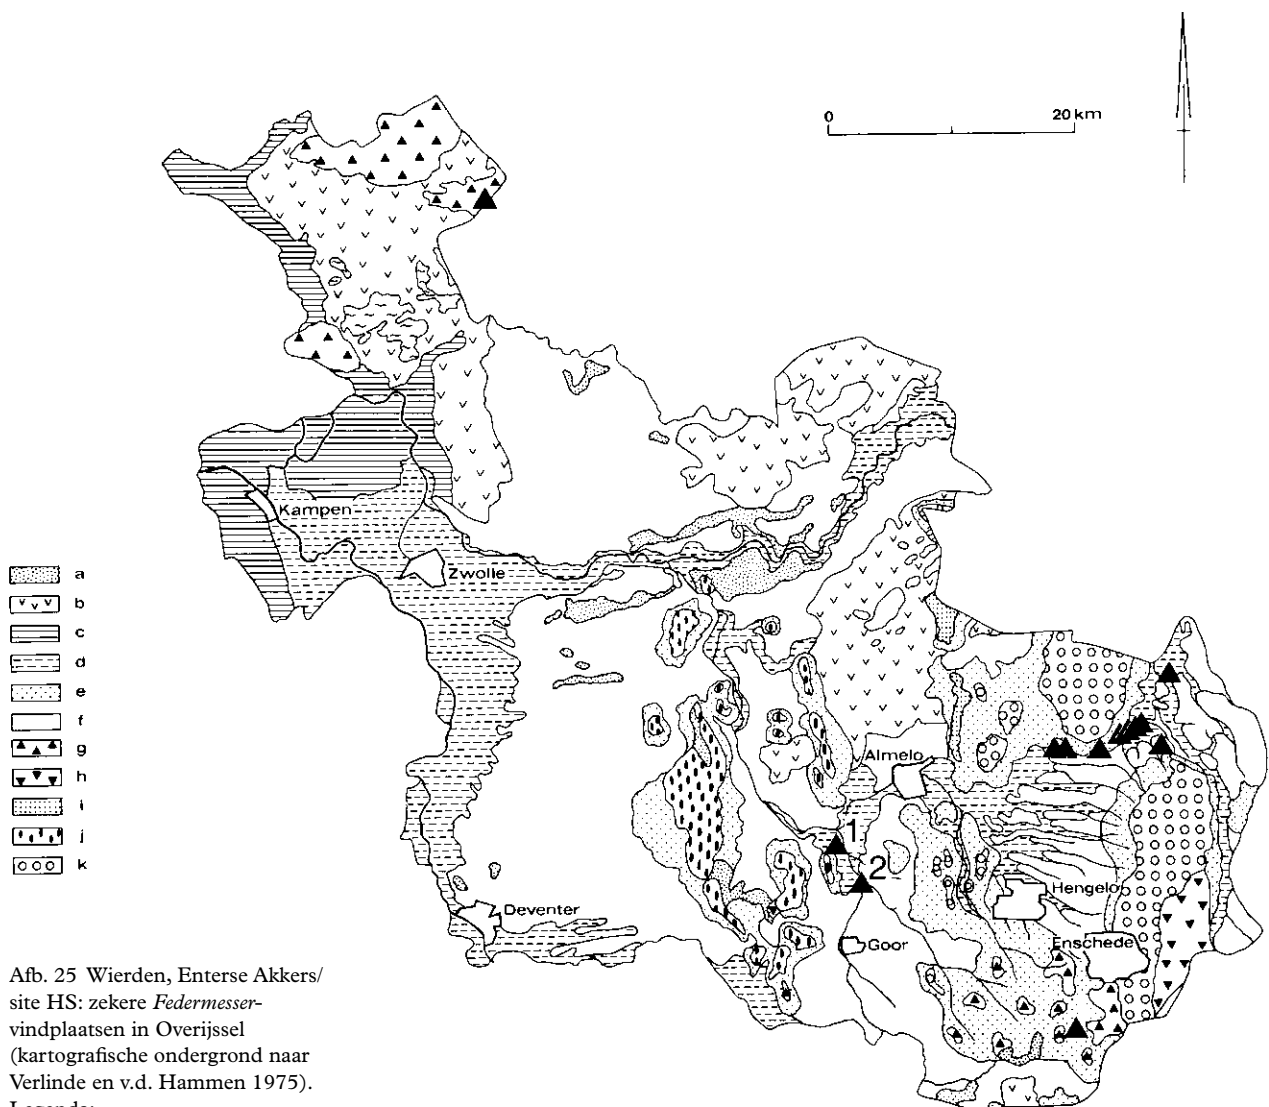 0 20 km
Kampen
Zwolle
a
b
c
d
e
f
g
h
i
j
k
Almelo
1
2
Hengelo
Deventer
Goor
Enschede
Afb. 25 Wierden, Enterse Akkers/
site HS: zekere Federmesser-
vindplaatsen in Overijssel
(kartografische ondergrond naar
Verlinde en v.d. Hammen 1975).